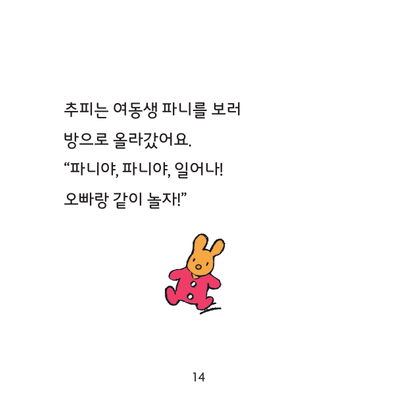 추피는 여동생 파니를 보러
방으로 올라갔어요.
“파니야, 파니야, 일어나!
오빠랑 같이 놀자!”
14